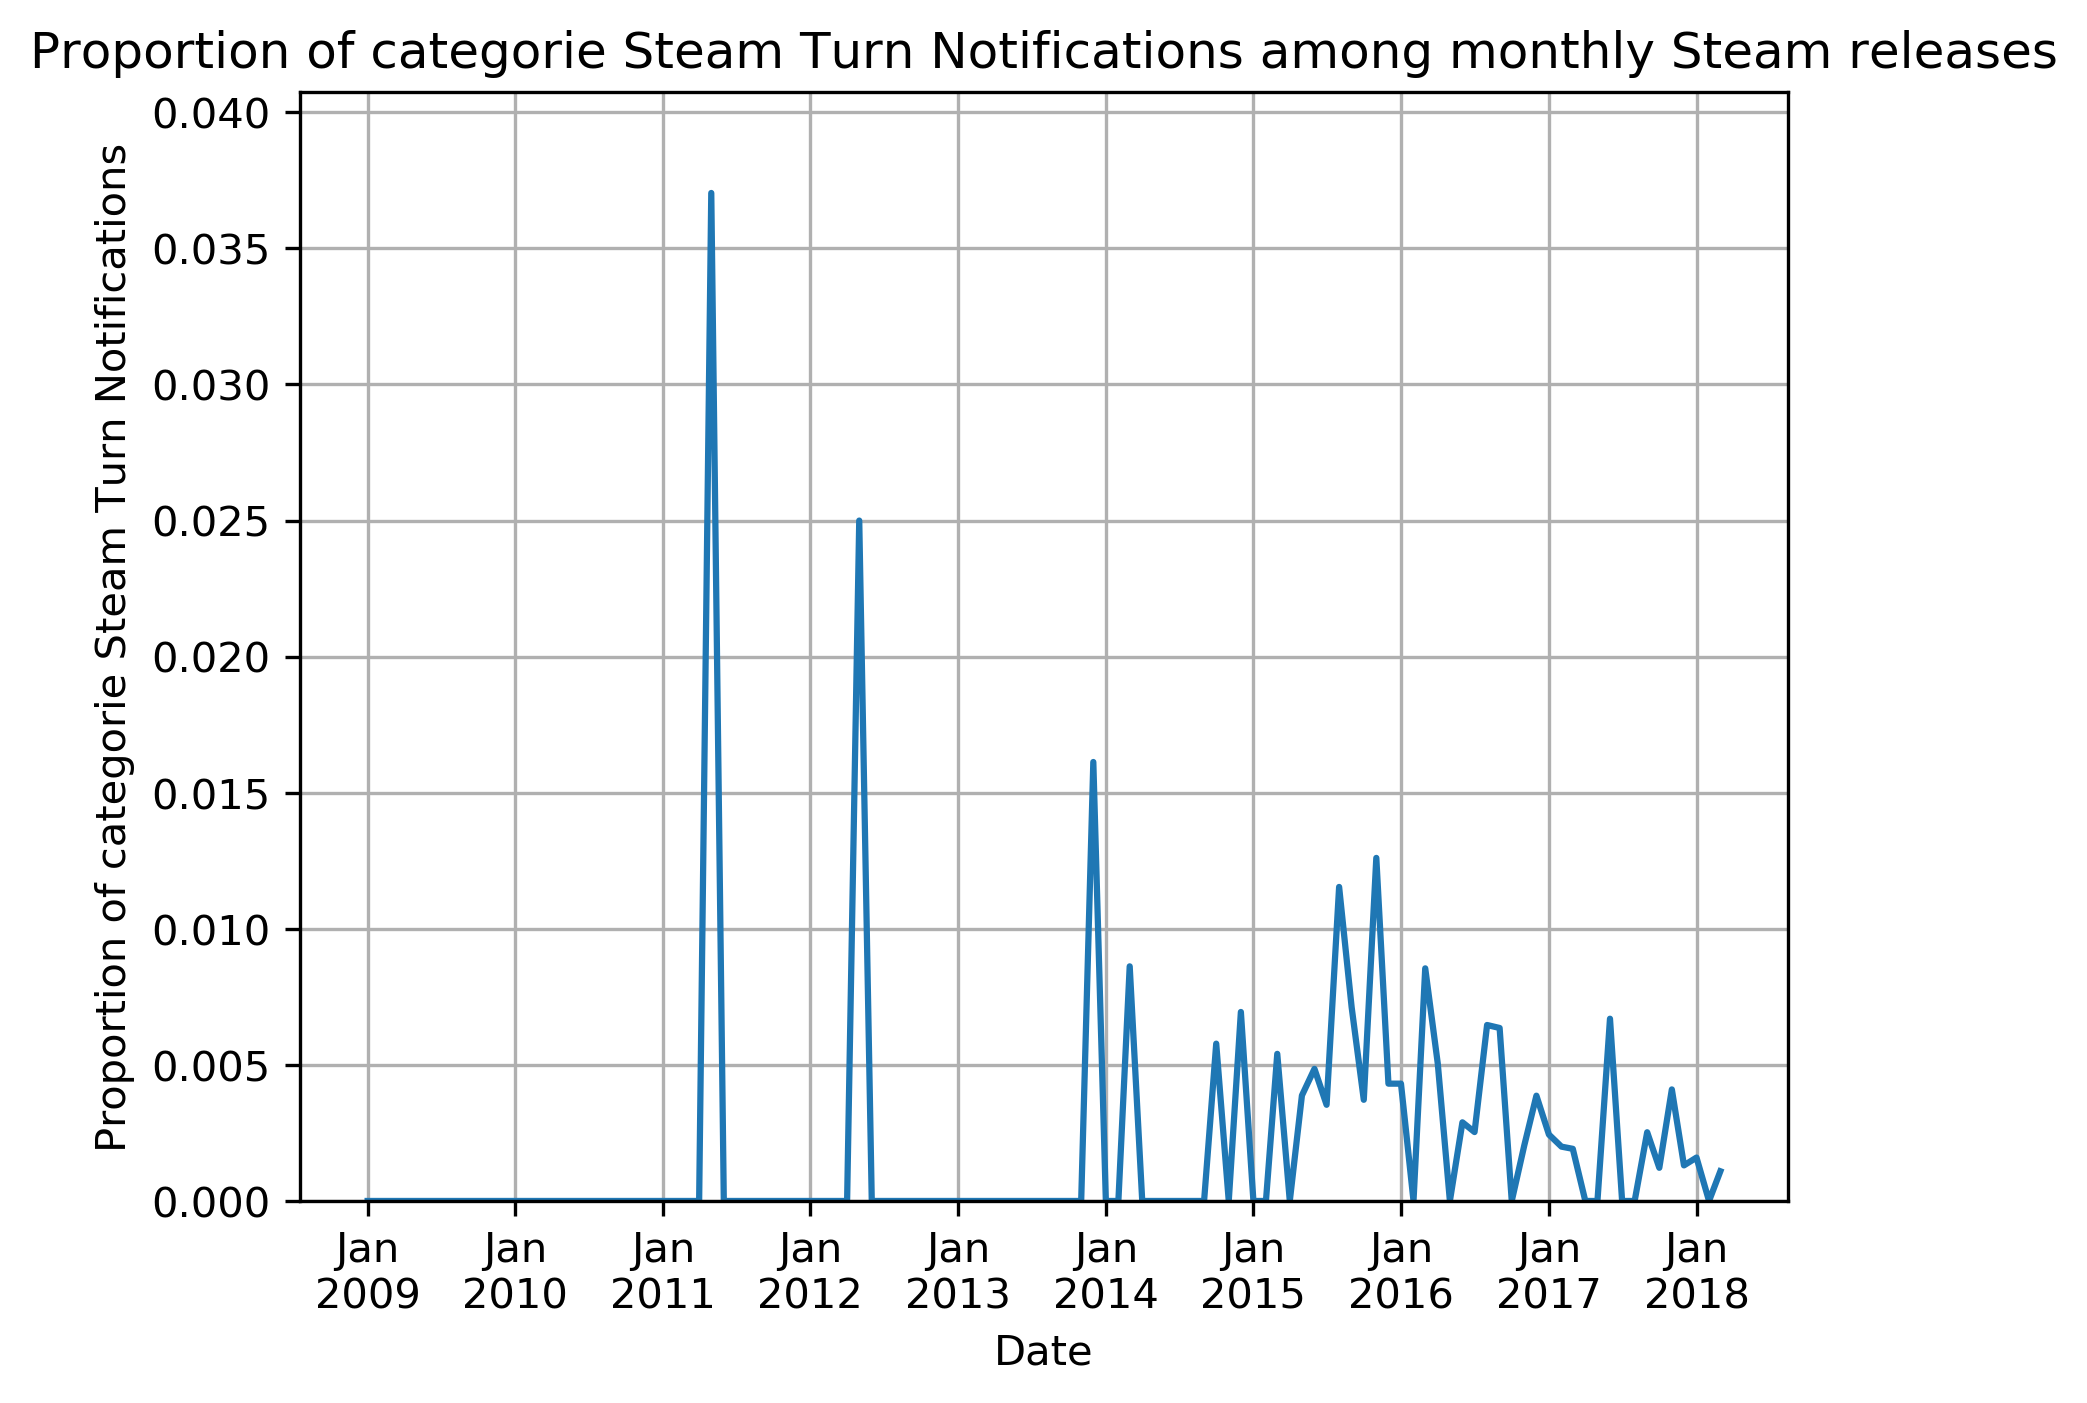 Proportion of categorie Steam Turn Notifications among monthly Steam releases
Proportion of categorie Steam Turn Notifications
0.040
0.035
0.030
0.025
0.020
0.015
0.010
0.005
0.000
Jan Jan Jan Jan Jan Jan Jan Jan Jan Jan
2009 2010 2011 2012 2013 2014 2015 2016 2017 2018
Date